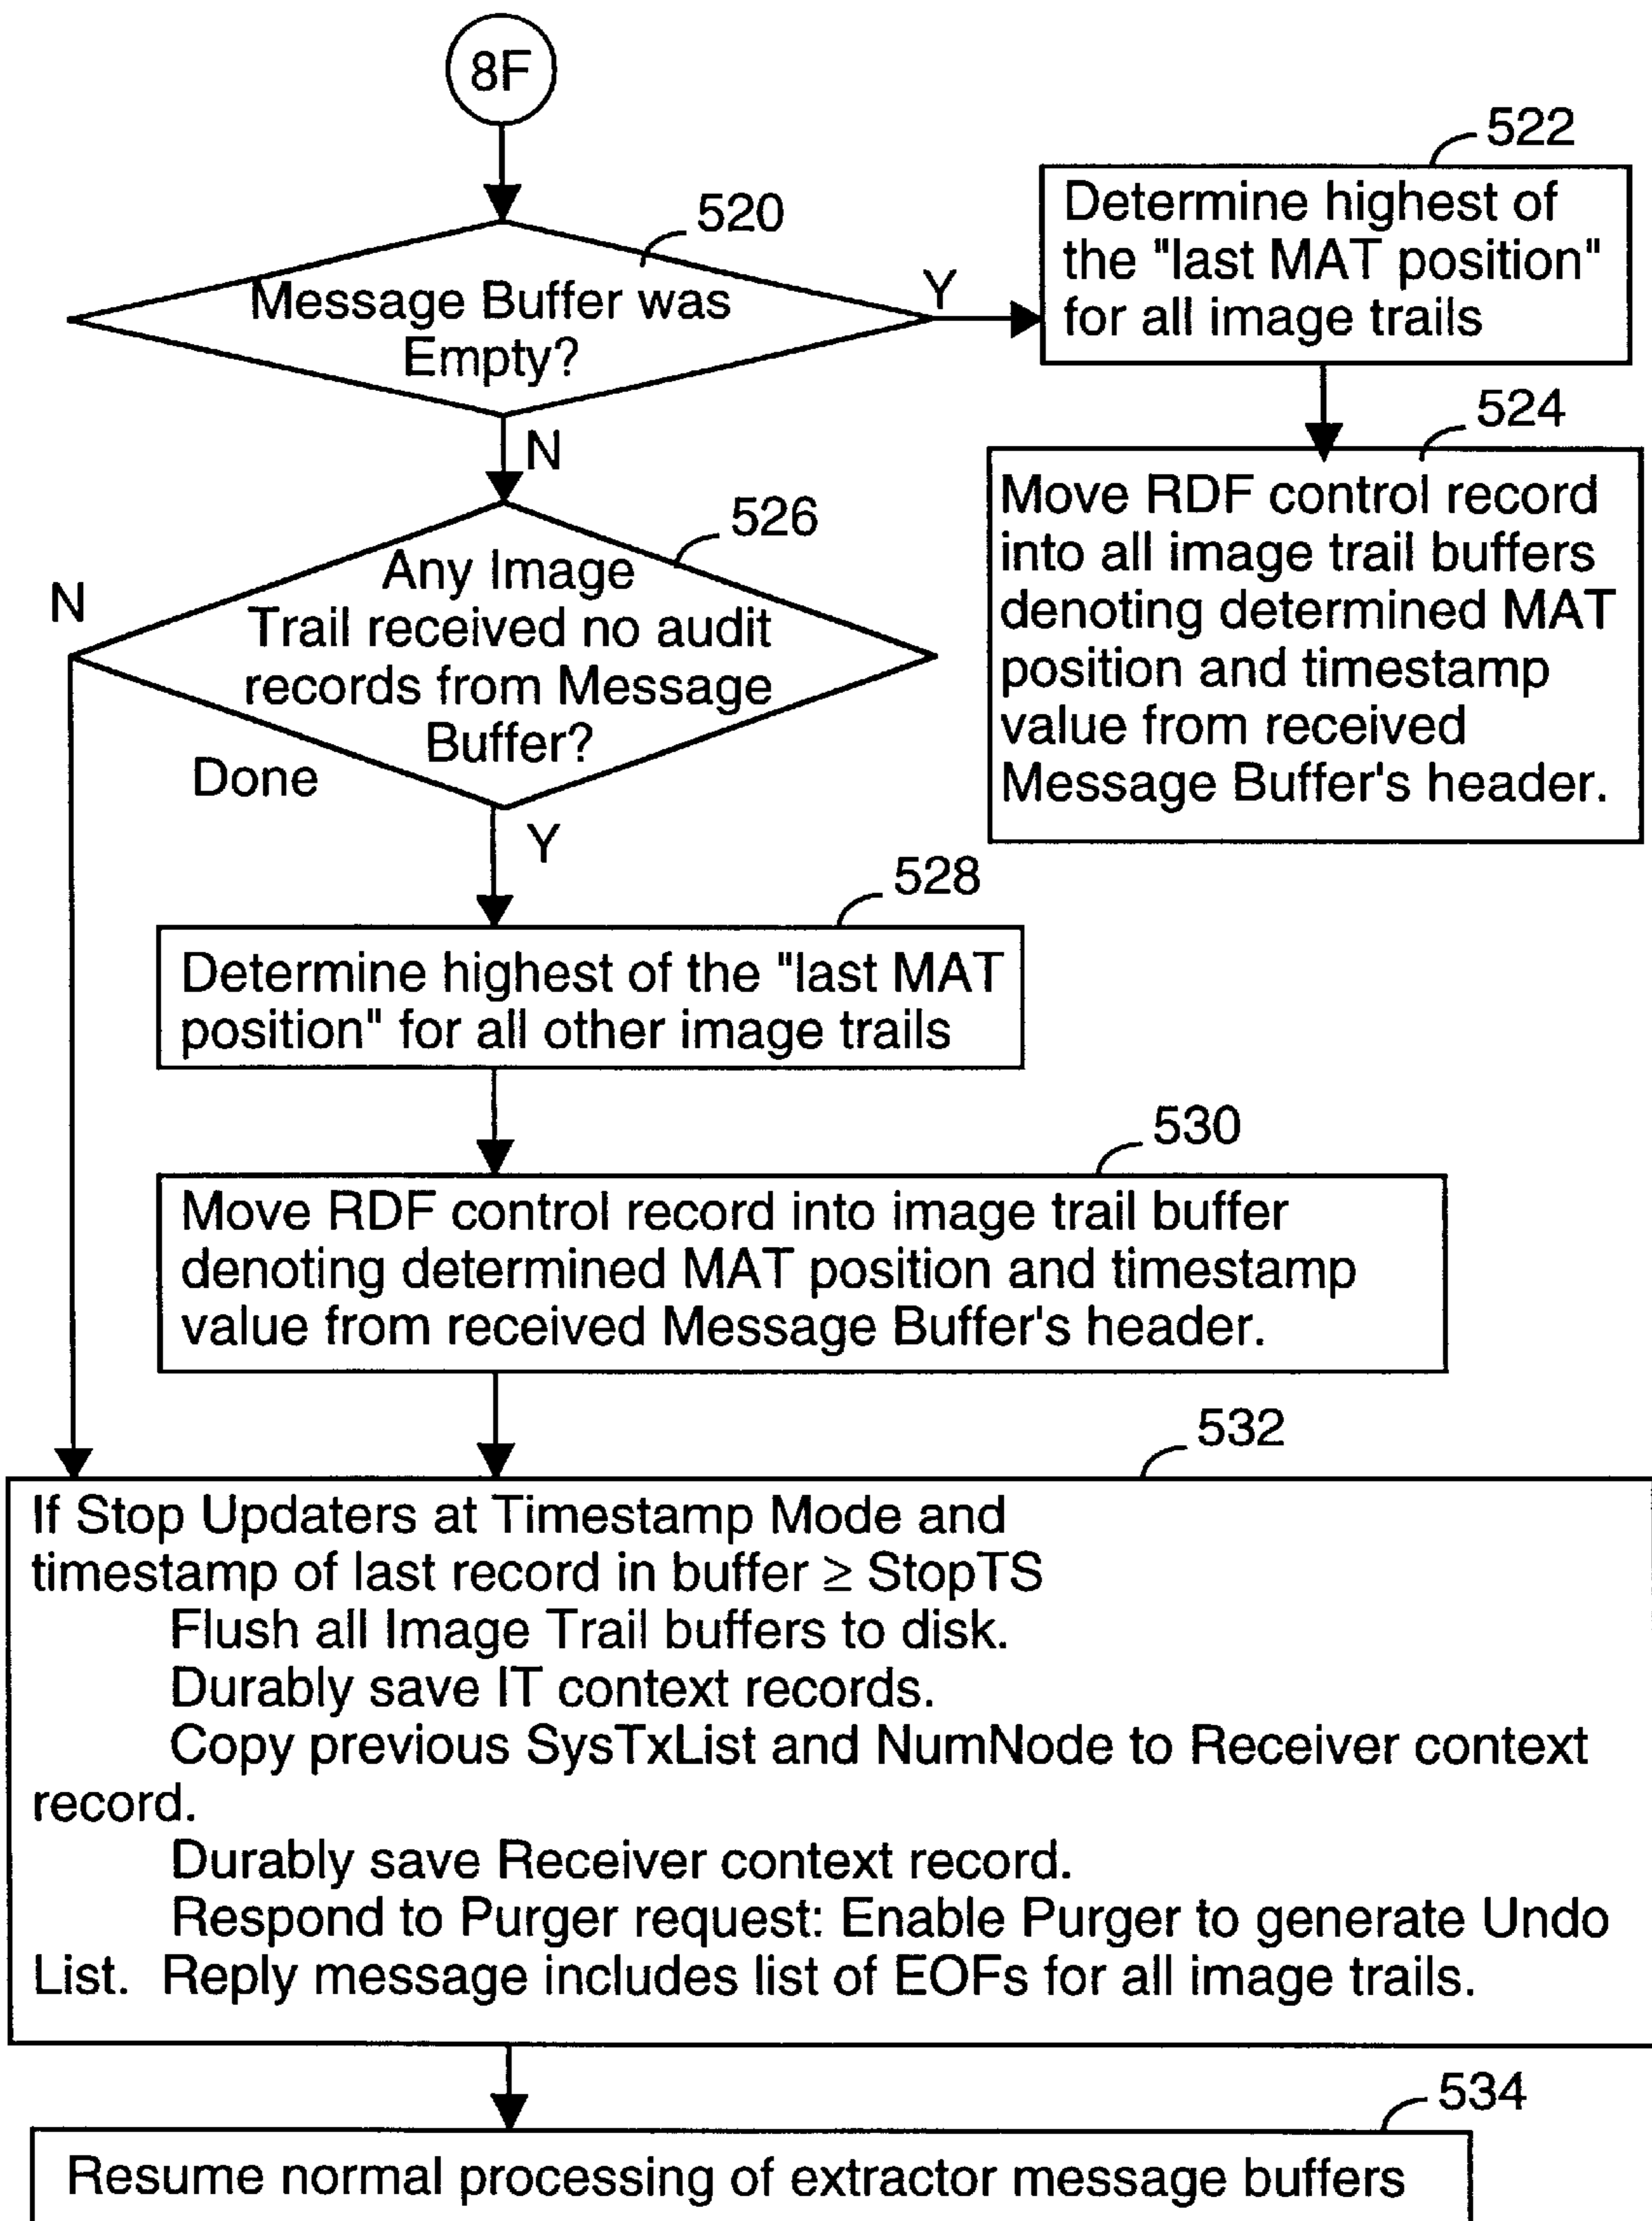 8F
520
Message Buffer was
Empty?
Y
522
Determine highest of
the "last MAT position"
for all image trails
524
Move RDF control record
into all image trail buffers
denoting determined MAT
position and timestamp
value from received
Message Buffer's header.
N
526
Any Image
Trail received no audit
records from Message
Buffer?
N
Done
Y
528
Determine highest of the "last MAT
position" for all other image trails
530
Move RDF control record into image trail buffer
denoting determined MAT position and timestamp
value from received Message Buffer's header.
532
If Stop Updaters at Timestamp Mode and
timestamp of last record in buffer ≥ StopTS
Flush all Image Trail buffers to disk.
Durably save IT context records.
Copy previous SysTxList and NumNode to Receiver context
record.
Durably save Receiver context record.
Respond to Purger request: Enable Purger to generate Undo
List. Reply message includes list of EOFs for all image trails.
534
Resume normal processing of extractor message buffers